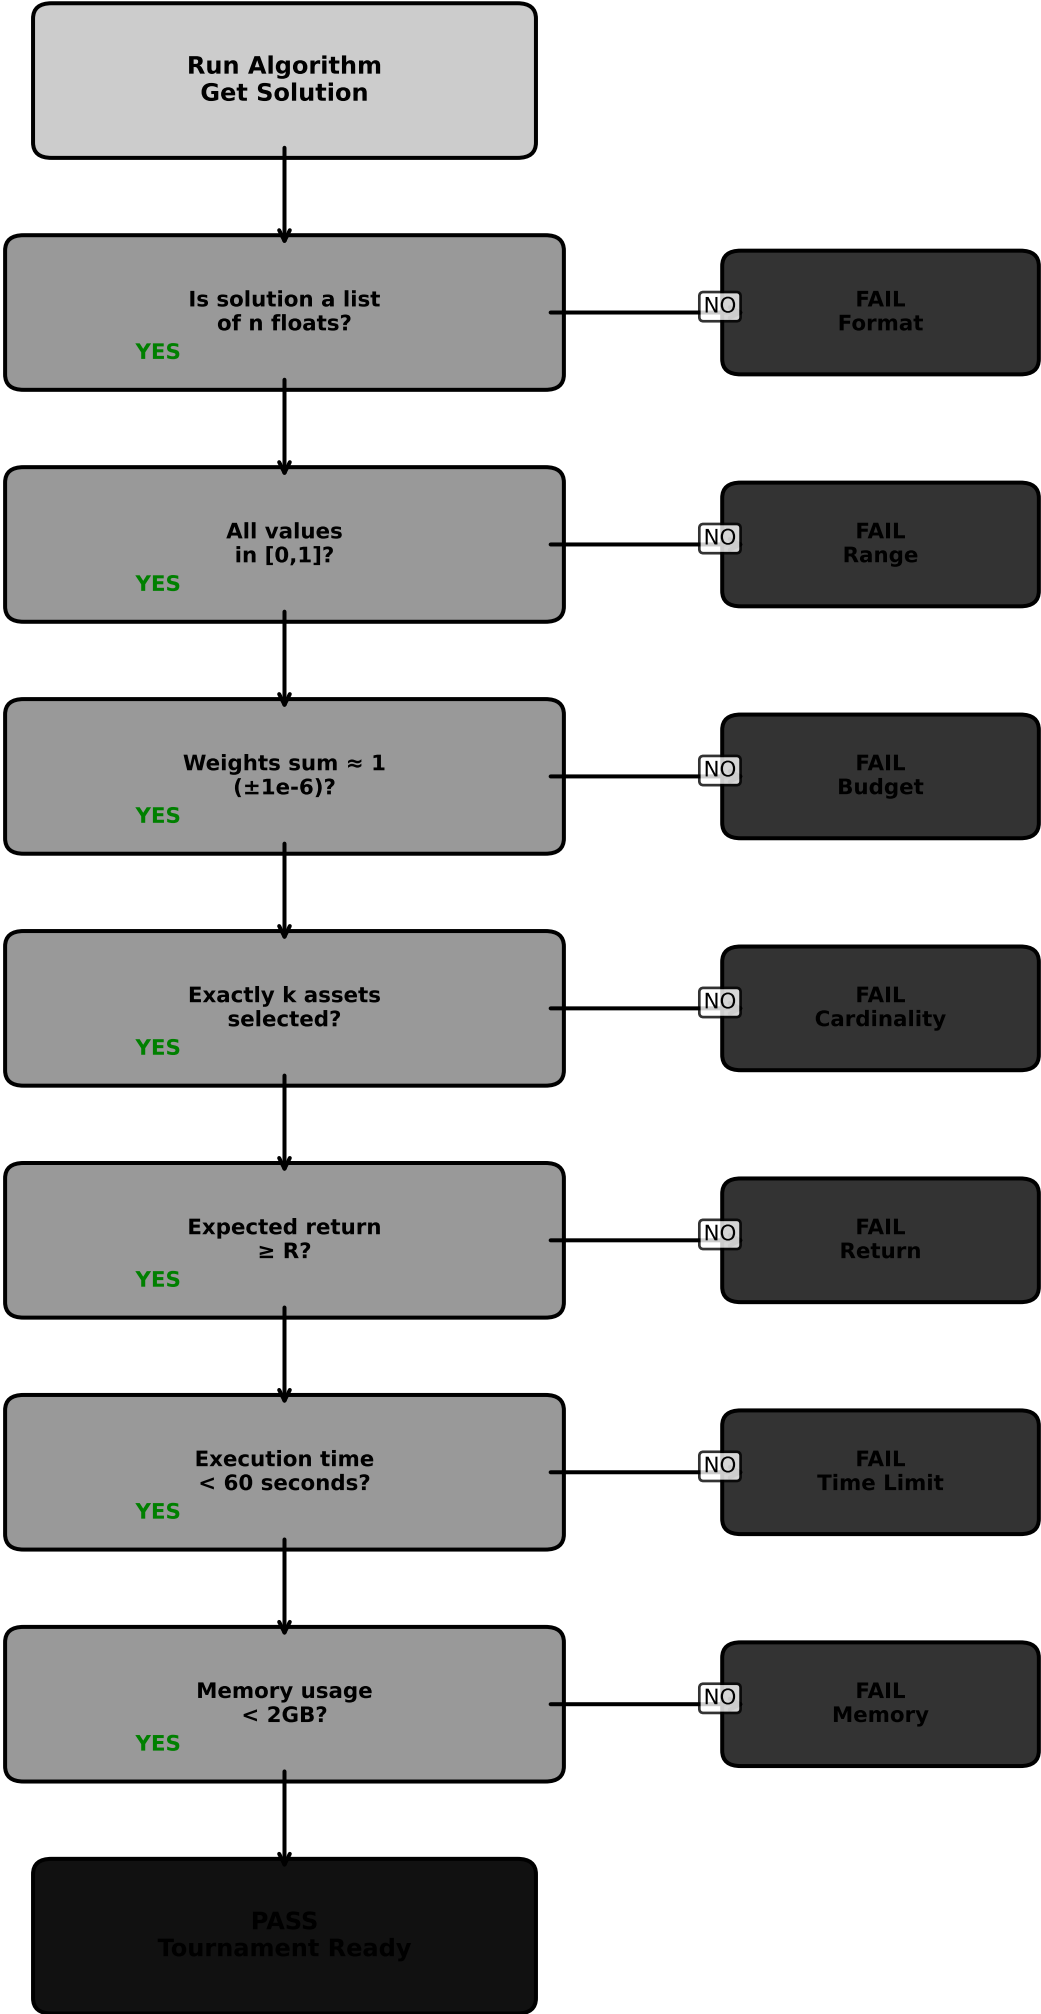 Run Algorithm
Get Solution
Is solution a list
of n floats?
YES
NO
FAIL
Format
All values
in [0,1]?
YES
NO
FAIL
Range
Weights sum ≈ 1
(±1e-6)?
YES
NO
FAIL
Budget
Exactly k assets
selected?
YES
NO
FAIL
Cardinality
Expected return
≥ R?
YES
NO
FAIL
Return
Execution time
< 60 seconds?
YES
NO
FAIL
Time Limit
Memory usage
< 2GB?
YES
NO
FAIL
Memory
PASS
Tournament Ready